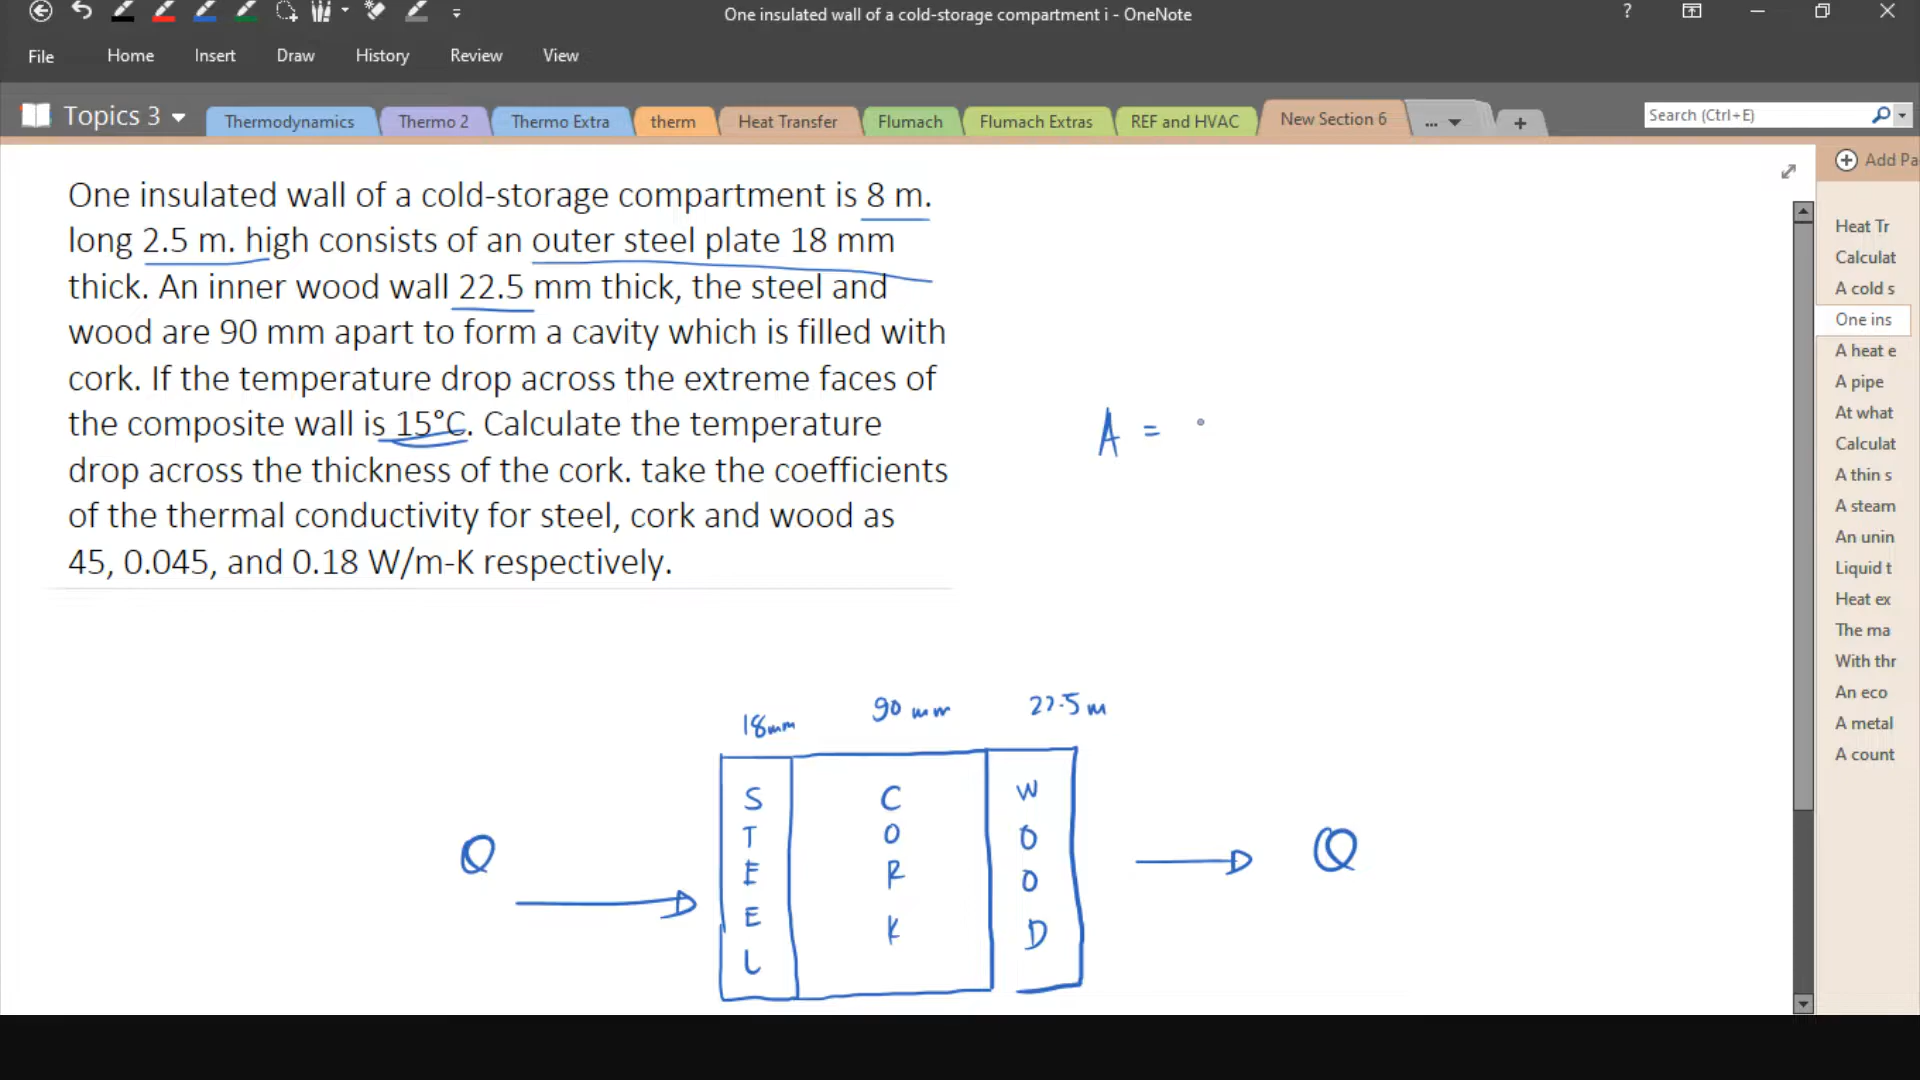 One insulated wall of a cold-storage compartment i - OneNote
?
File Home Insert Draw History Review View
Topics 3
Thermodynamics Thermo 2 Thermo Extra therm Heat Transfer Flumach Flumach Extras REF and HVAC New Section 6 ... +
Search (Ctrl+E)
Add Pa
One insulated wall of a cold-storage compartment is 8 m.
long 2.5 m. high consists of an outer steel plate 18 mm
thick. An inner wood wall 22.5 mm thick, the steel and
wood are 90 mm apart to form a cavity which is filled with
cork. If the temperature drop across the extreme faces of
the composite wall is 15°C. Calculate the temperature
drop across the thickness of the cork. take the coefficients
of the thermal conductivity for steel, cork and wood as
45, 0.045, and 0.18 W/m-K respectively.
A =
18mm 90 mm 22.5 m
Q
STEEL
CORK
WOOD
Q
Heat Tr
Calculat
A cold s
One ins
A heat e
A pipe
At what
Calculat
A thin s
A steam
An unin
Liquid t
Heat ex
The ma
With thr
An eco
A metal
A count